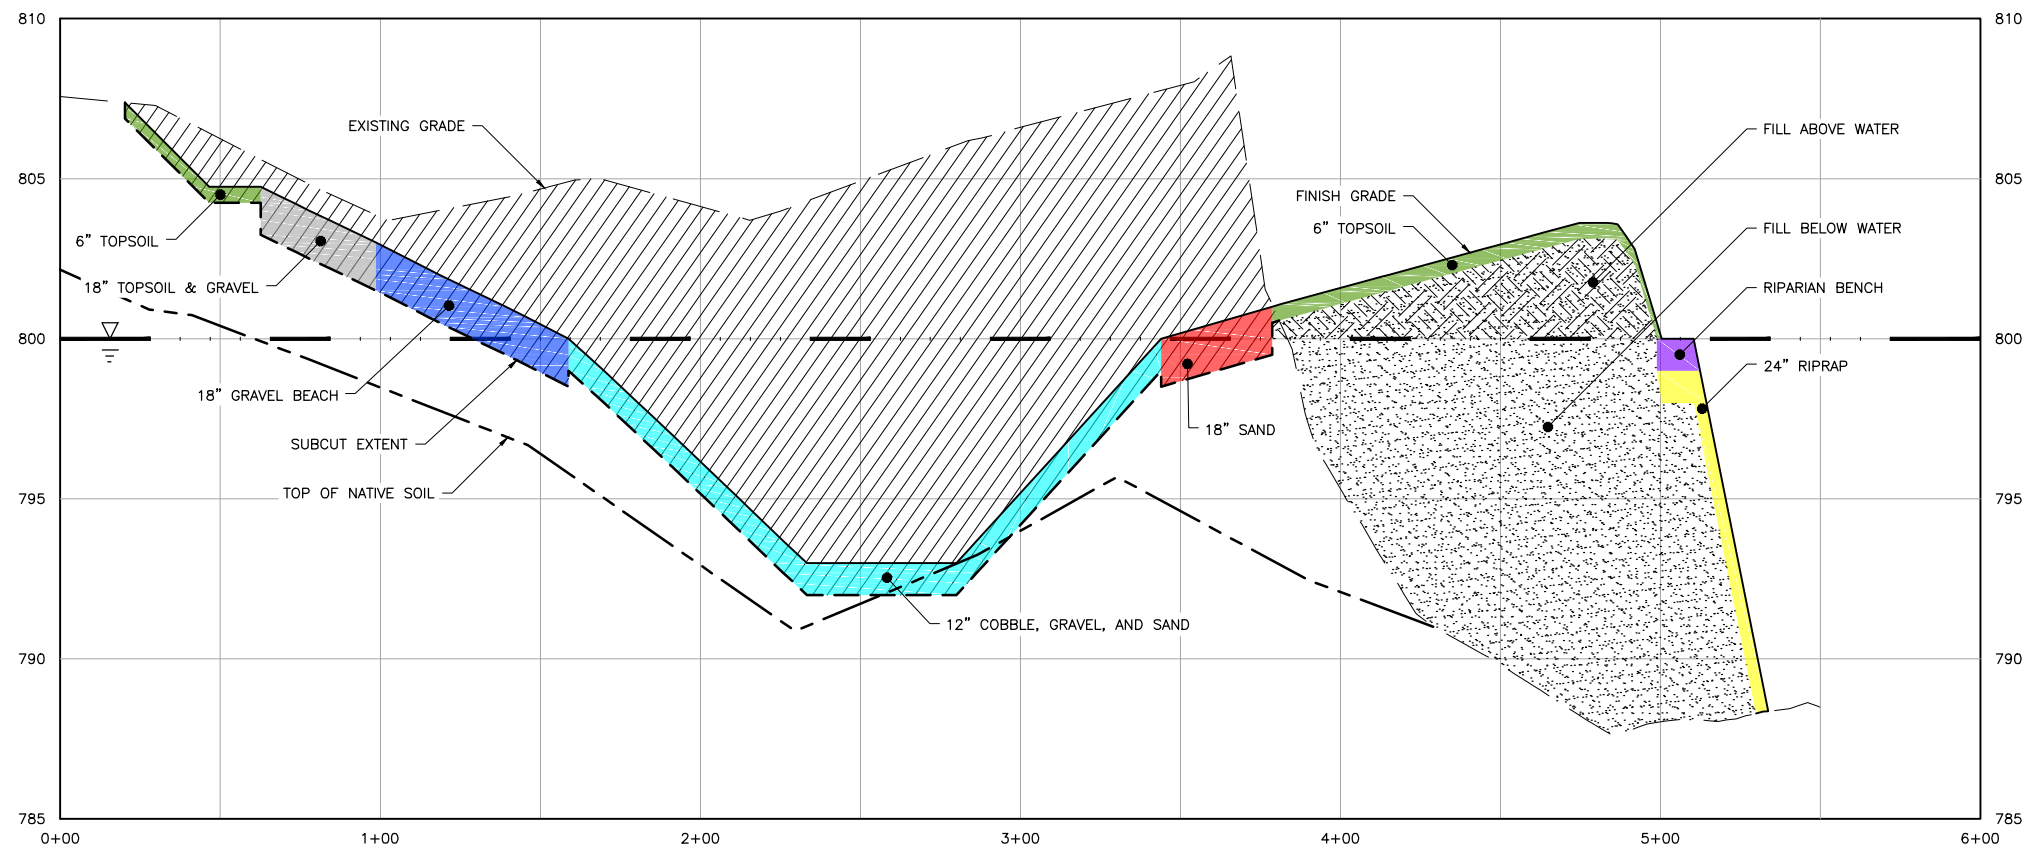 810
810
EXISTING GRADE
FILL ABOVE WATER
805
805
FINISH GRADE
6" TOPSOIL
FILL BELOW WATER
6" TOPSOIL
18" TOPSOIL & GRAVEL
RIPARIAN BENCH
800
800
24" RIPRAP
18" GRAVEL BEACH
18" SAND
SUBCUT EXTENT
TOP OF NATIVE SOIL
795
795
12" COBBLE, GRAVEL, AND SAND
790
790
785
785
0+00
1+00
2+00
3+00
4+00
5+00
6+00